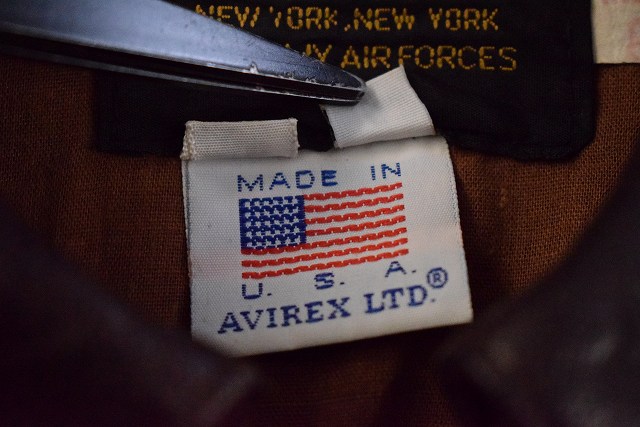 NEW YORK, NEW YORK
AIR FORCES
MADE IN
U. S. A.
AVIREX LTD.®